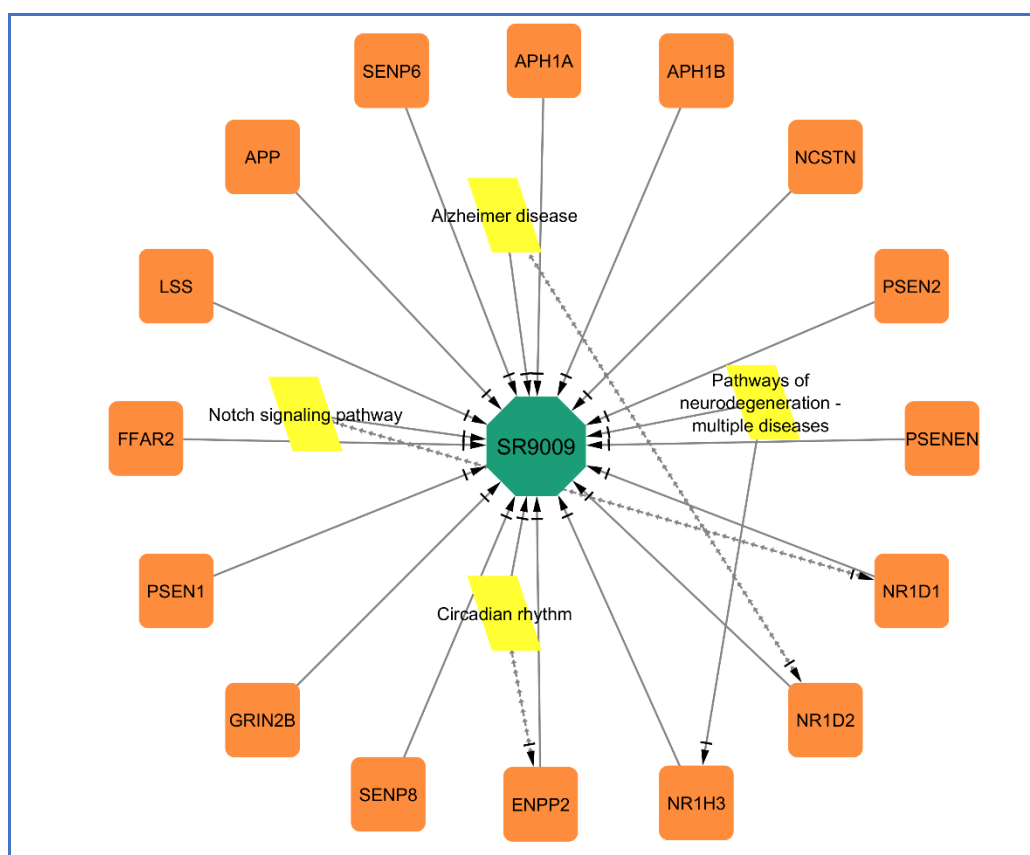 APH1A
SENP6
APH1B
APP
NCSTN
Alzheimer disease
LSS
PSEN2
Pathways of
neurodegeneration -
multiple diseases
Notch signaling pathway
FFAR2
SR9009
PSENEN
PSEN1
NR1D1
Circadian rhythm
GRIN2B
NR1D2
SENP8
ENPP2
NR1H3